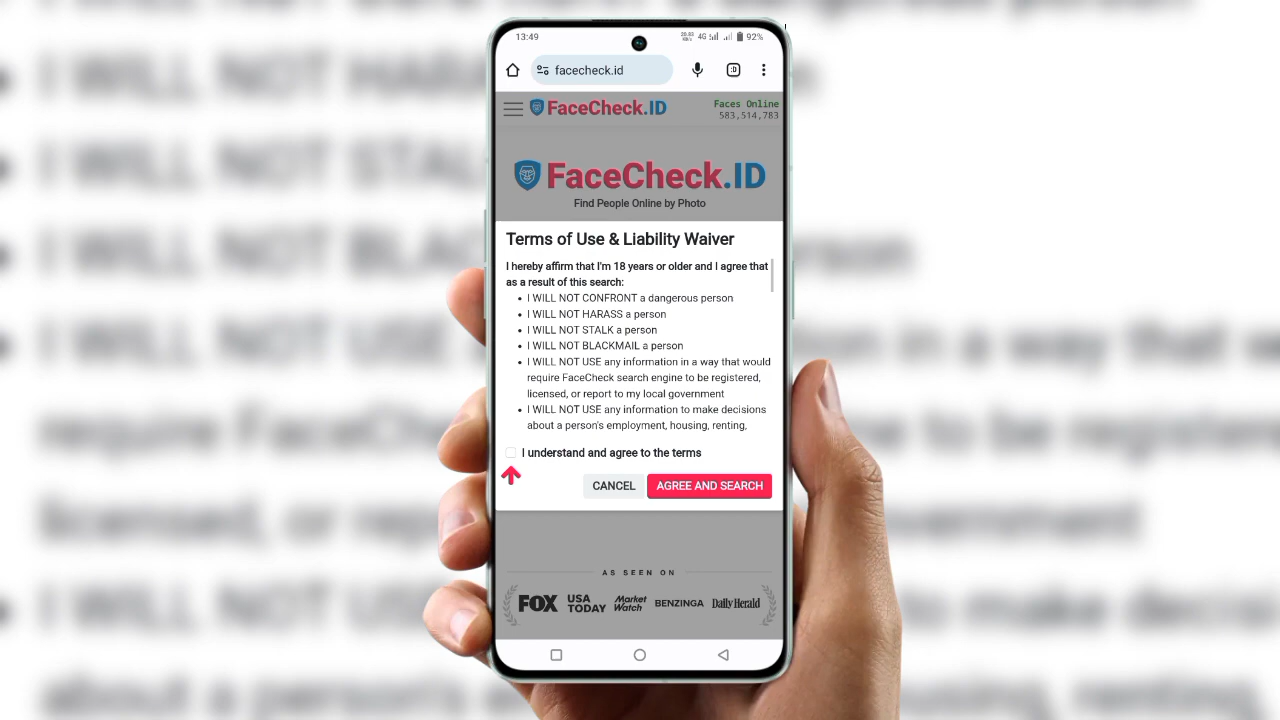 13:49
4G
92%
facecheck.id
FaceCheck.ID
Faces Online
583,514,783
FaceCheck.ID
Find People Online by Photo
Terms of Use & Liability Waiver
I hereby affirm that I'm 18 years or older and I agree that
as a result of this search:
• I WILL NOT CONFRONT a dangerous person
• I WILL NOT HARASS a person
• I WILL NOT STALK a person
• I WILL NOT BLACKMAIL a person
• I WILL NOT USE any information in a way that would
require FaceCheck search engine to be registered,
licensed, or report to my local government
• I WILL NOT USE any information to make decisions
about a person's employment, housing, renting,
I understand and agree to the terms
CANCEL
AGREE AND SEARCH
AS SEEN ON
FOX
USA TODAY
Market Watch
BENZINGA
Daily Herald